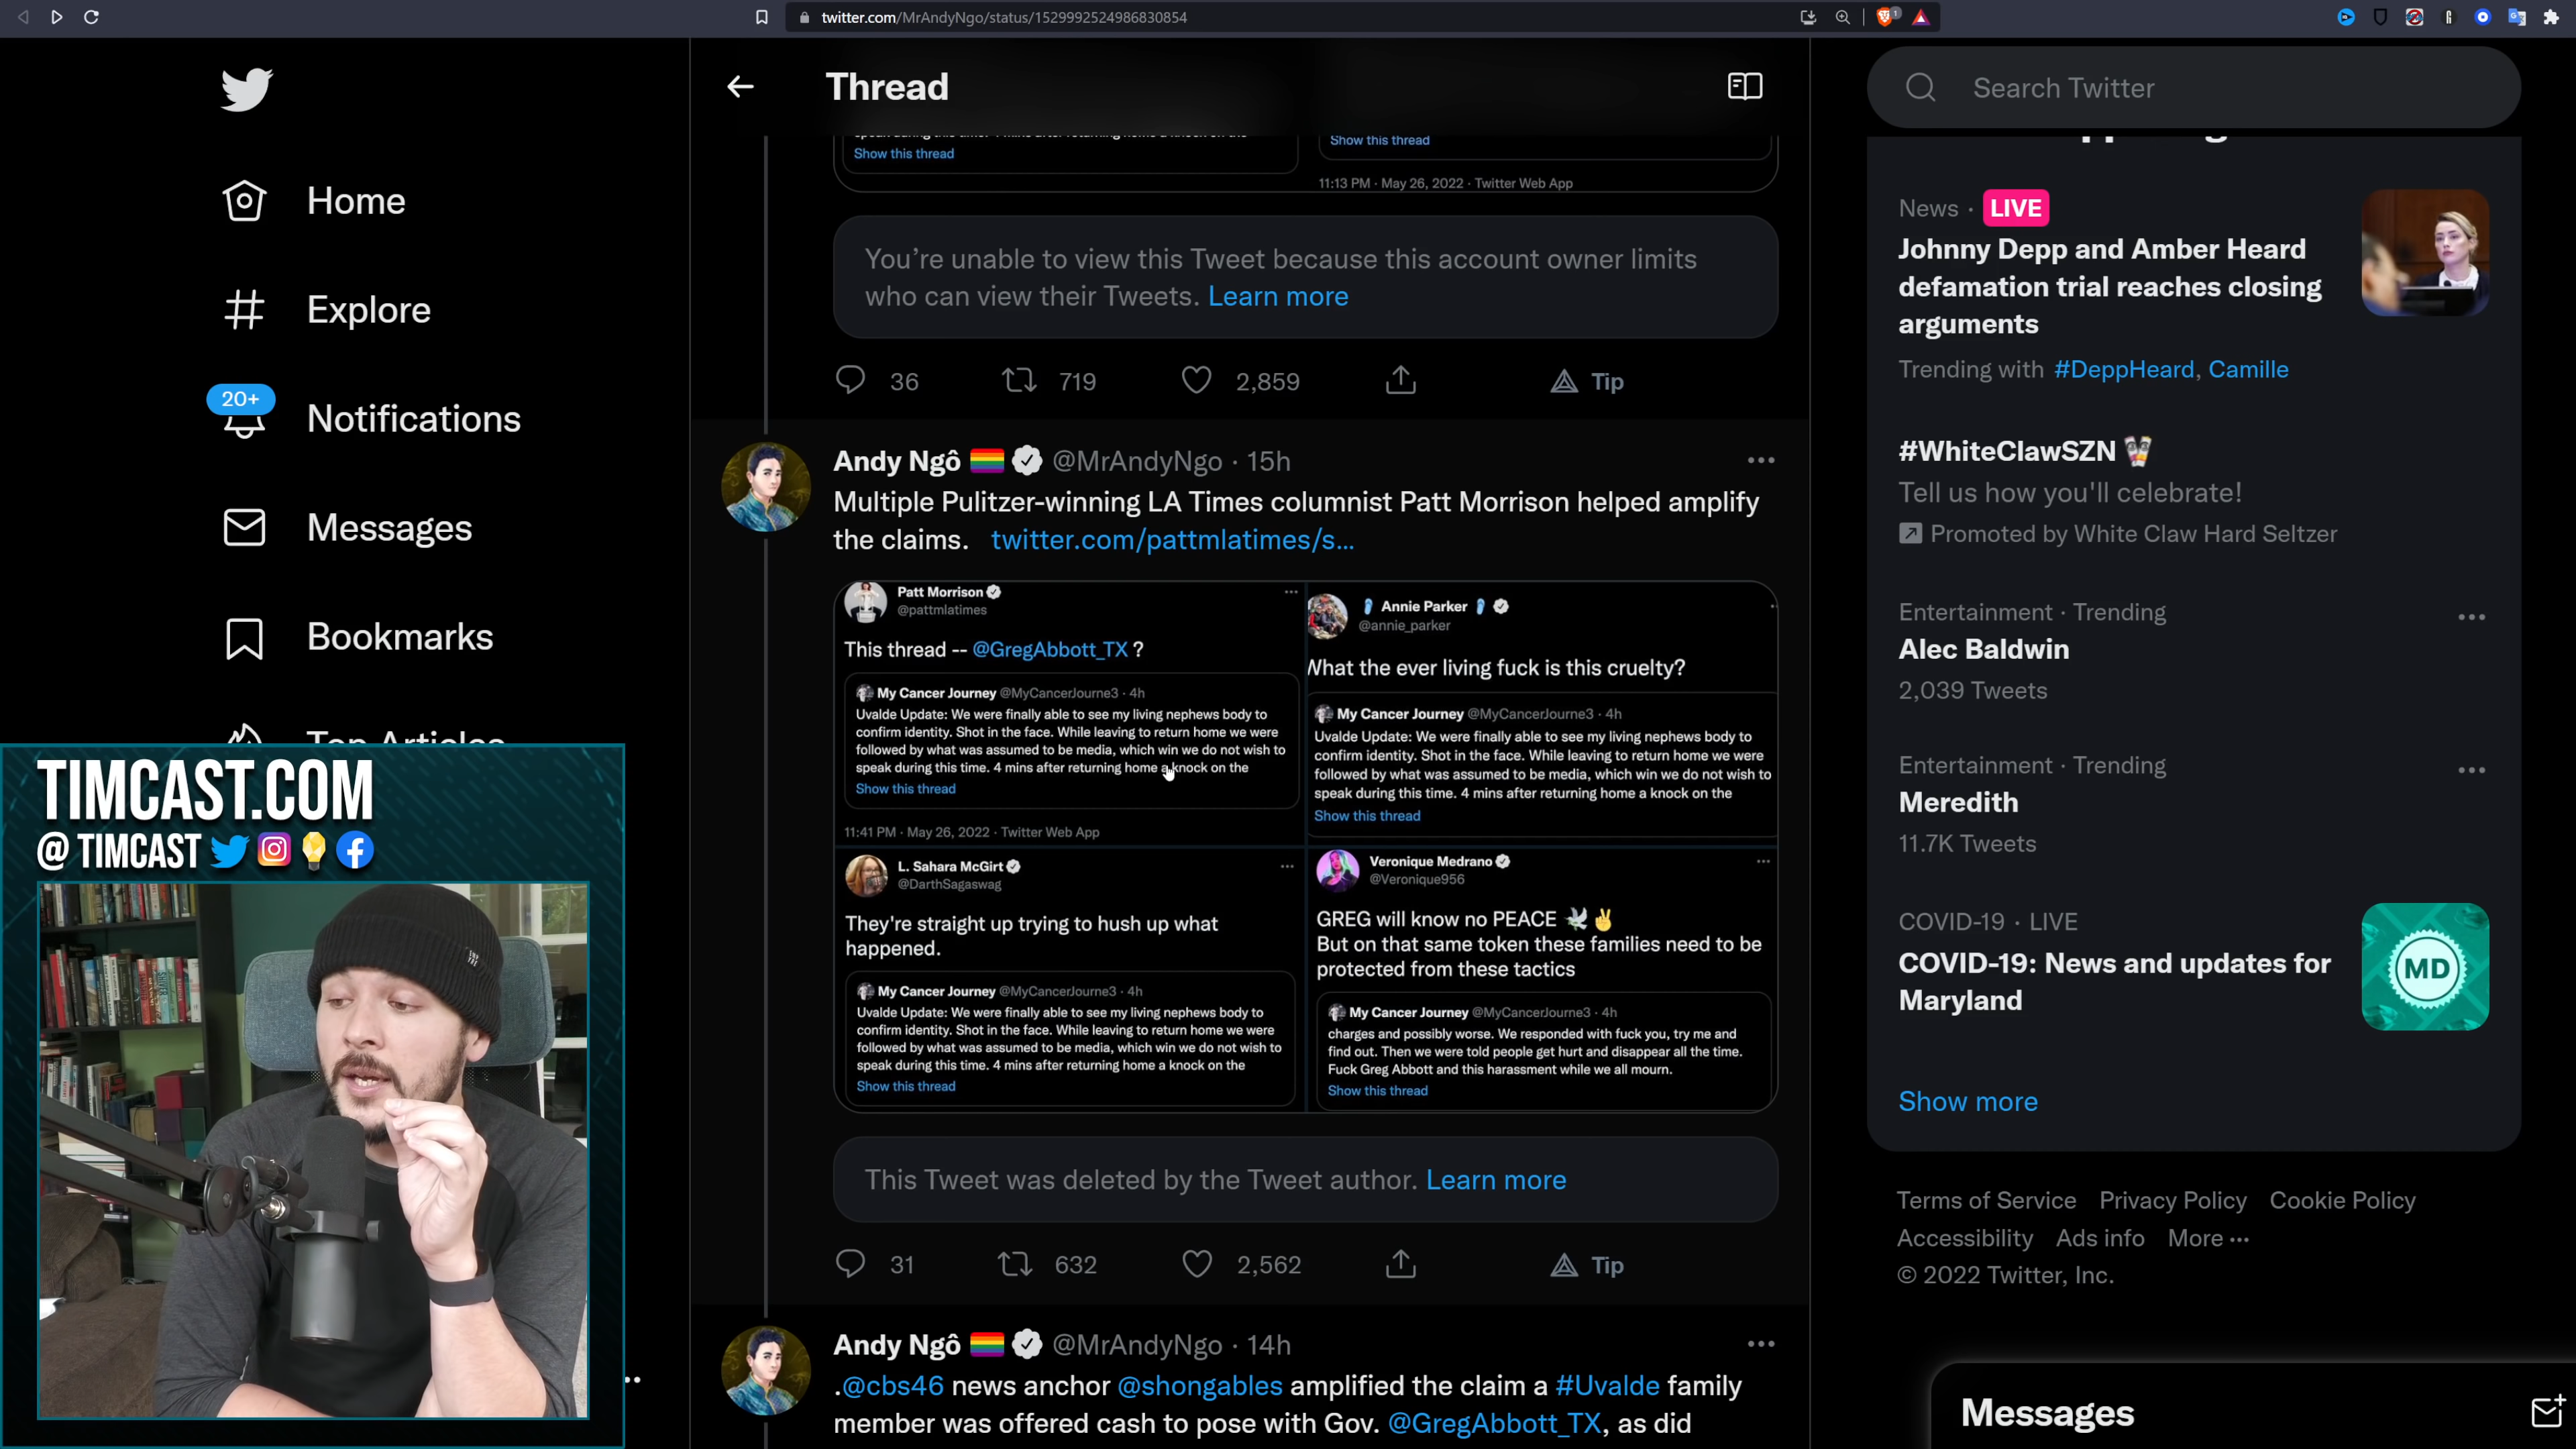 twitter.com/MrAndyNgo/status/1529992524986830854
1
Thread
Search Twitter
Home
Explore
20+
Notifications
Messages
Bookmarks
Top Articles
Show this thread
Show this thread
11:13 PM · May 26, 2022 · Twitter Web App
You're unable to view this Tweet because this account owner limits
who can view their Tweets. Learn more
36 719 2,859 Tip
Andy Ngô @MrAndyNgo · 15h
Multiple Pulitzer-winning LA Times columnist Patt Morrison helped amplify
the claims. twitter.com/pattmlatimes/s...
Patt Morrison
@pattmlatimes
This thread -- @GregAbbott_TX ?
My Cancer Journey @MyCancerJourne3 · 4h
Uvalde Update: We were finally able to see my living nephews body to
confirm identity. Shot in the face. While leaving to return home we were
followed by what was assumed to be media, which win we do not wish to
speak during this time. 4 mins after returning home a knock on the
Show this thread
11:41 PM · May 26, 2022 · Twitter Web App
Annie Parker
@annie_parker
What the ever living fuck is this cruelty?
My Cancer Journey @MyCancerJourne3 · 4h
Uvalde Update: We were finally able to see my living nephews body to
confirm identity. Shot in the face. While leaving to return home we were
followed by what was assumed to be media, which win we do not wish to
speak during this time. 4 mins after returning home a knock on the
Show this thread
L. Sahara McGirt
@DarthSagaswag
They're straight up trying to hush up what
happened.
My Cancer Journey @MyCancerJourne3 · 4h
Uvalde Update: We were finally able to see my living nephews body to
confirm identity. Shot in the face. While leaving to return home we were
followed by what was assumed to be media, which win we do not wish to
speak during this time. 4 mins after returning home a knock on the
Show this thread
Veronique Medrano
@Veronique956
GREG will know no PEACE 🕊️✌️
But on that same token these families need to be
protected from these tactics
My Cancer Journey @MyCancerJourne3 · 4h
charges and possibly worse. We responded with fuck you, try me and
find out. Then we were told people get hurt and disappear all the time.
Fuck Greg Abbott and this harassment while we all mourn.
Show this thread
This Tweet was deleted by the Tweet author. Learn more
31 632 2,562 Tip
Andy Ngô @MrAndyNgo · 14h
.@cbs46 news anchor @shongables amplified the claim a #Uvalde family
member was offered cash to pose with Gov. @GregAbbott_TX, as did
News · LIVE
Johnny Depp and Amber Heard
defamation trial reaches closing
arguments
Trending with #DeppHeard, Camille
#WhiteClawSZN
Tell us how you'll celebrate!
Promoted by White Claw Hard Seltzer
Entertainment · Trending
Alec Baldwin
2,039 Tweets
Entertainment · Trending
Meredith
11.7K Tweets
COVID-19 · LIVE
COVID-19: News and updates for
Maryland
MD
Show more
Terms of Service Privacy Policy Cookie Policy
Accessibility Ads info More ···
© 2022 Twitter, Inc.
Messages
TIMCAST.COM
@TIMCAST